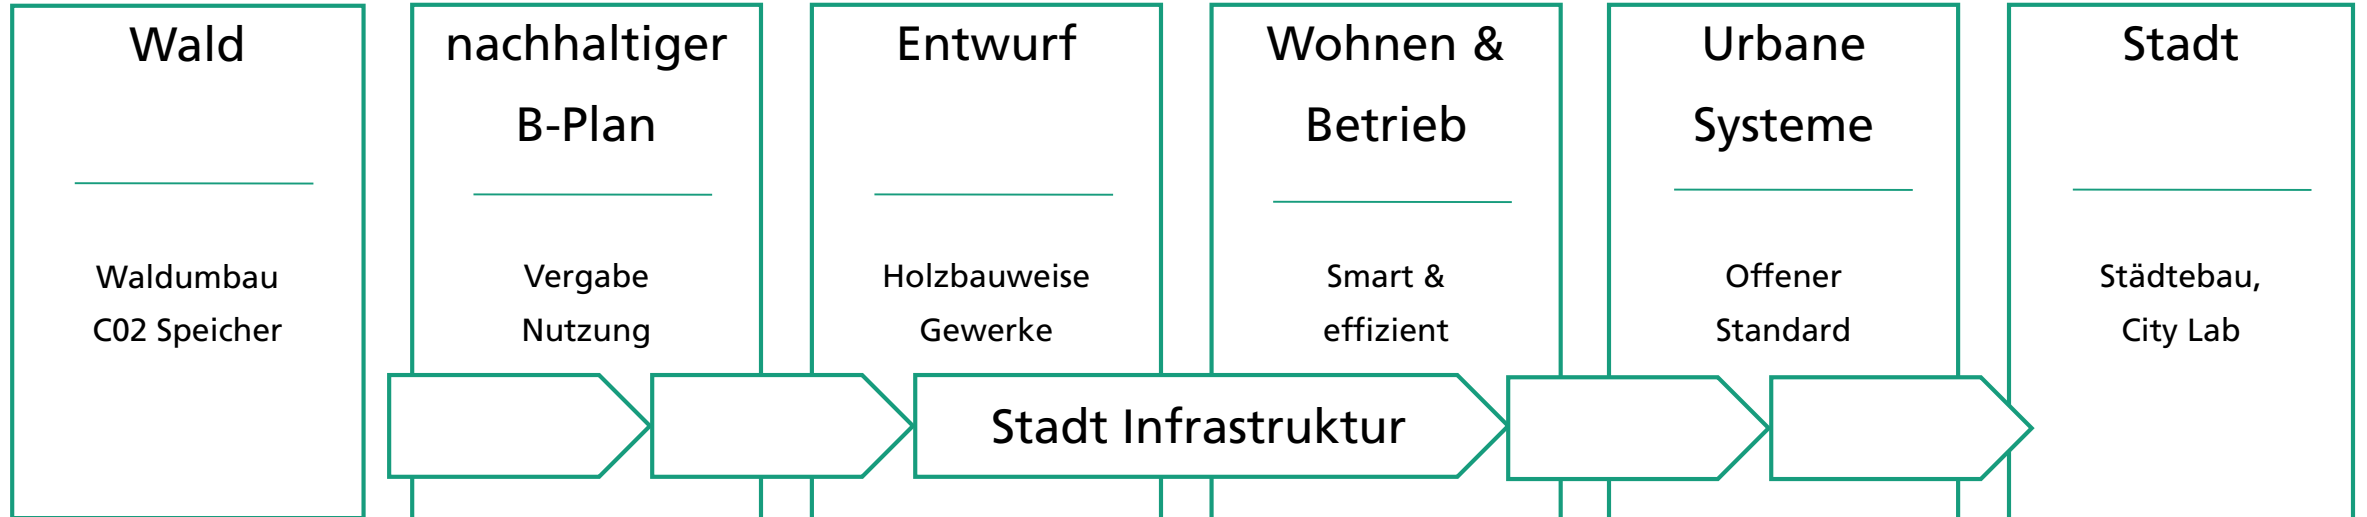 Wald
Waldumbau
C02 Speicher
nachhaltiger
B-Plan
Vergabe
Nutzung
Entwurf
Holzbauweise
Gewerke
Wohnen &
Betrieb
Smart &
effizient
Urbane
Systeme
Offener
Standard
Stadt
Städtebau,
City Lab
Stadt Infrastruktur